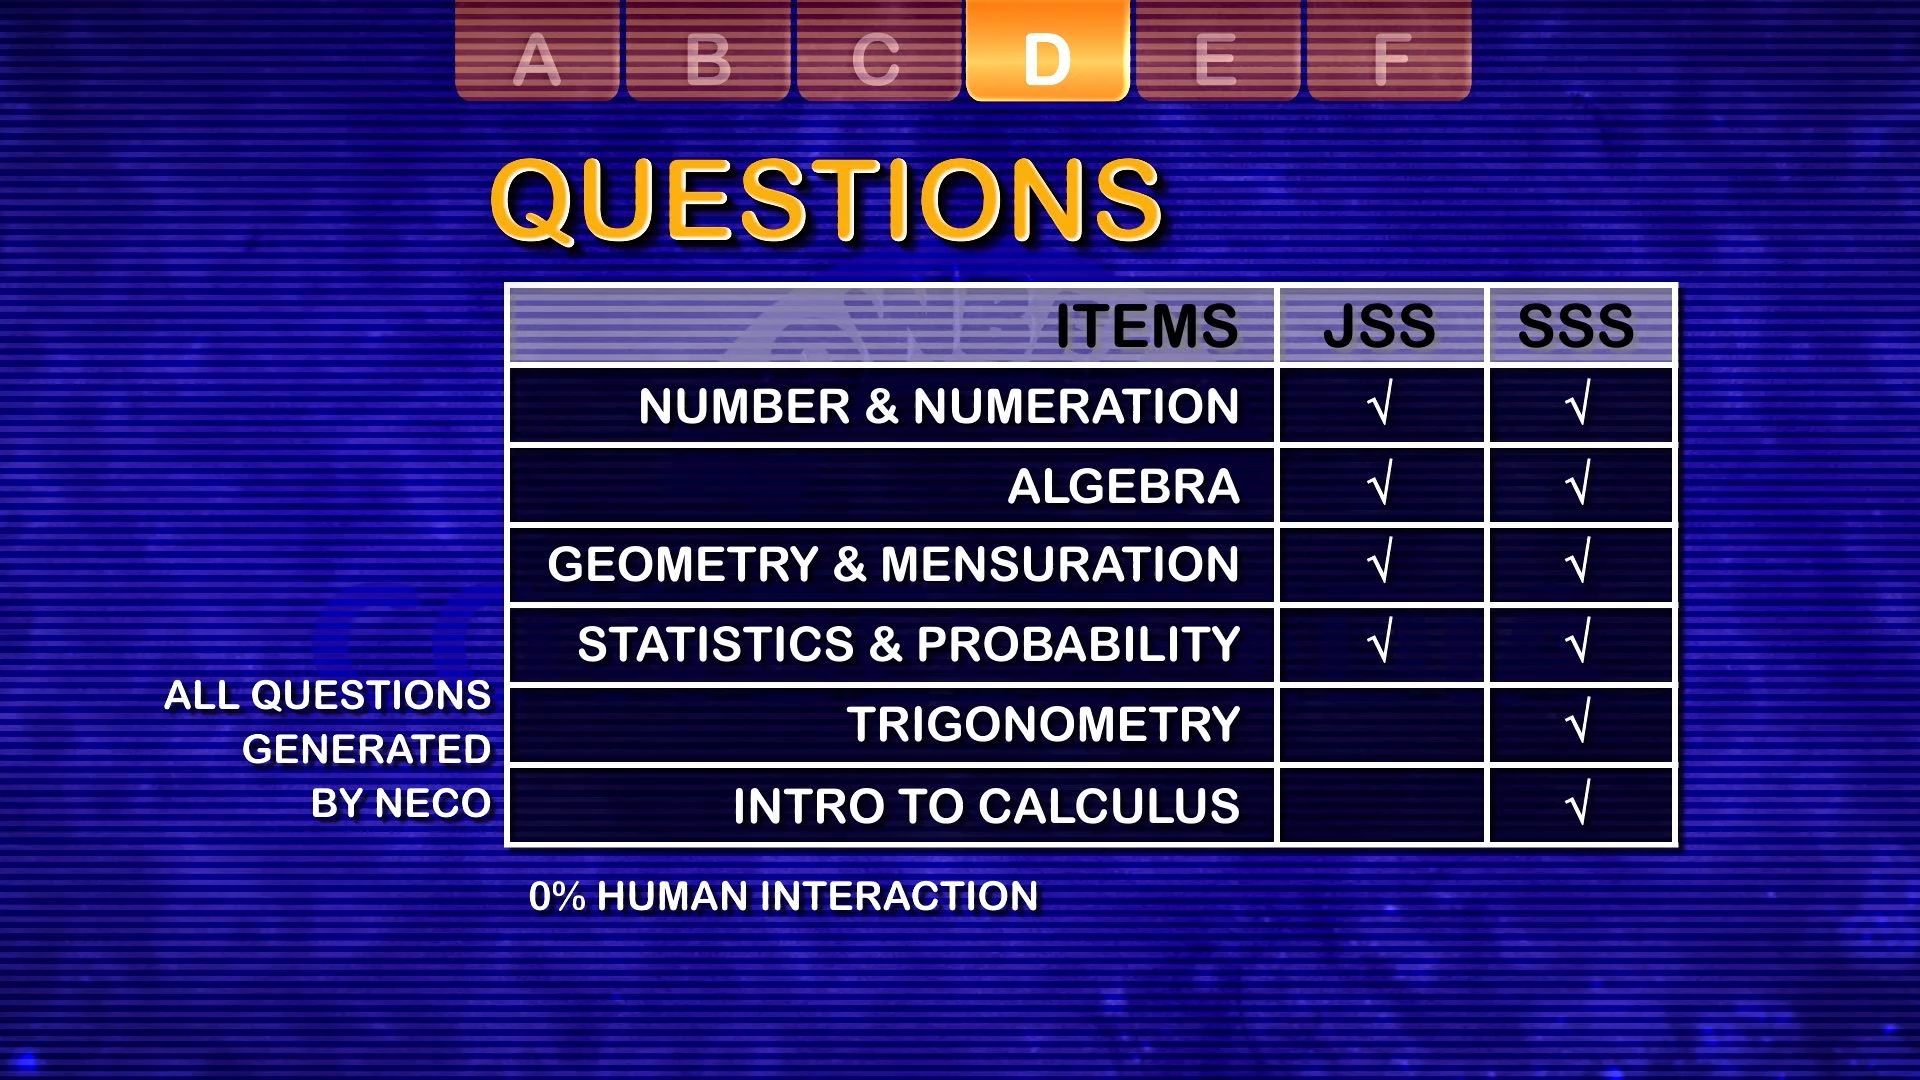 A B C D E F
QUESTIONS
ITEMS JSS SSS
NUMBER & NUMERATION √ √
ALGEBRA √ √
GEOMETRY & MENSURATION √ √
STATISTICS & PROBABILITY √ √
TRIGONOMETRY √
INTRO TO CALCULUS √
ALL QUESTIONS
GENERATED
BY NECO
0% HUMAN INTERACTION